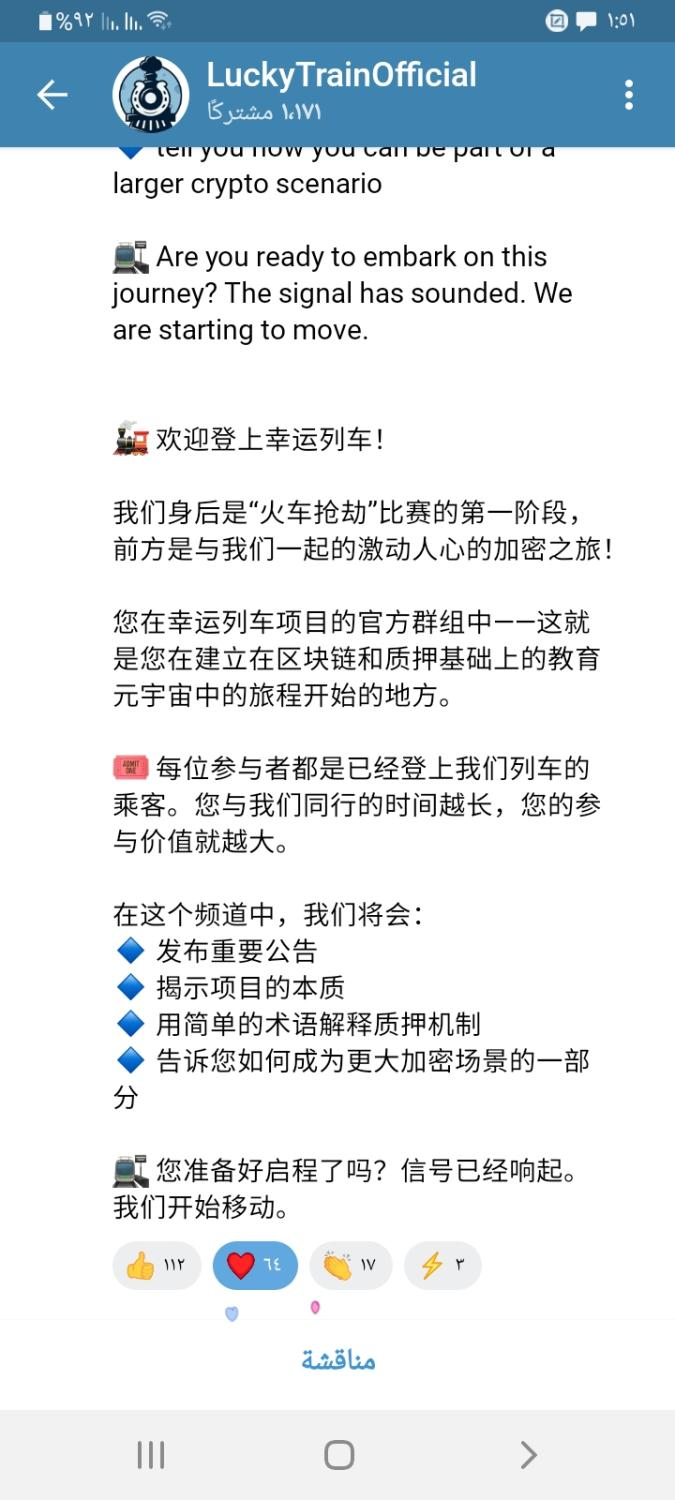 %٩٢
١:٥١
LuckyTrainOfficial
١،١٧١ مشتركًا
tell you how you can be part of a
larger crypto scenario
Are you ready to embark on this
journey? The signal has sounded. We
are starting to move.
欢迎登上幸运列车！
我们身后是“火车抢劫”比赛的第一阶段，
前方是与我们一起的激动人心的加密之旅！
您在幸运列车项目的官方群组中——这就
是您在建立在区块链和质押基础上的教育
元宇宙中的旅程开始的地方。
ADMIT
ONE
每位参与者都是已经登上我们列车的
乘客。您与我们同行的时间越长，您的参
与价值就越大。
在这个频道中，我们将会：
发布重要公告
揭示项目的本质
用简单的术语解释质押机制
告诉您如何成为更大加密场景的一部
分
您准备好启程了吗？信号已经响起。
我们开始移动。
١١٢ ٦٤ ١٧ ٣
مناقشة